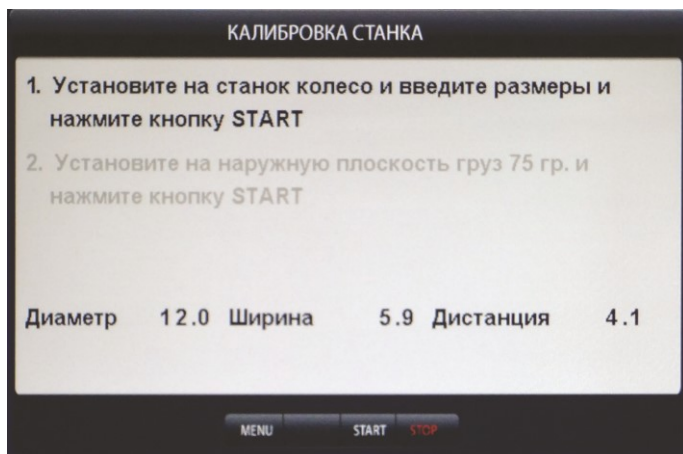 КАЛИБРОВКА СТАНКА
1. Установите на станок колесо и введите размеры и
нажмите кнопку START
2. Установите на наружную плоскость груз 75 гр. и
нажмите кнопку START
Диаметр 12.0 Ширина 5.9 Дистанция 4.1
MENU START STOP